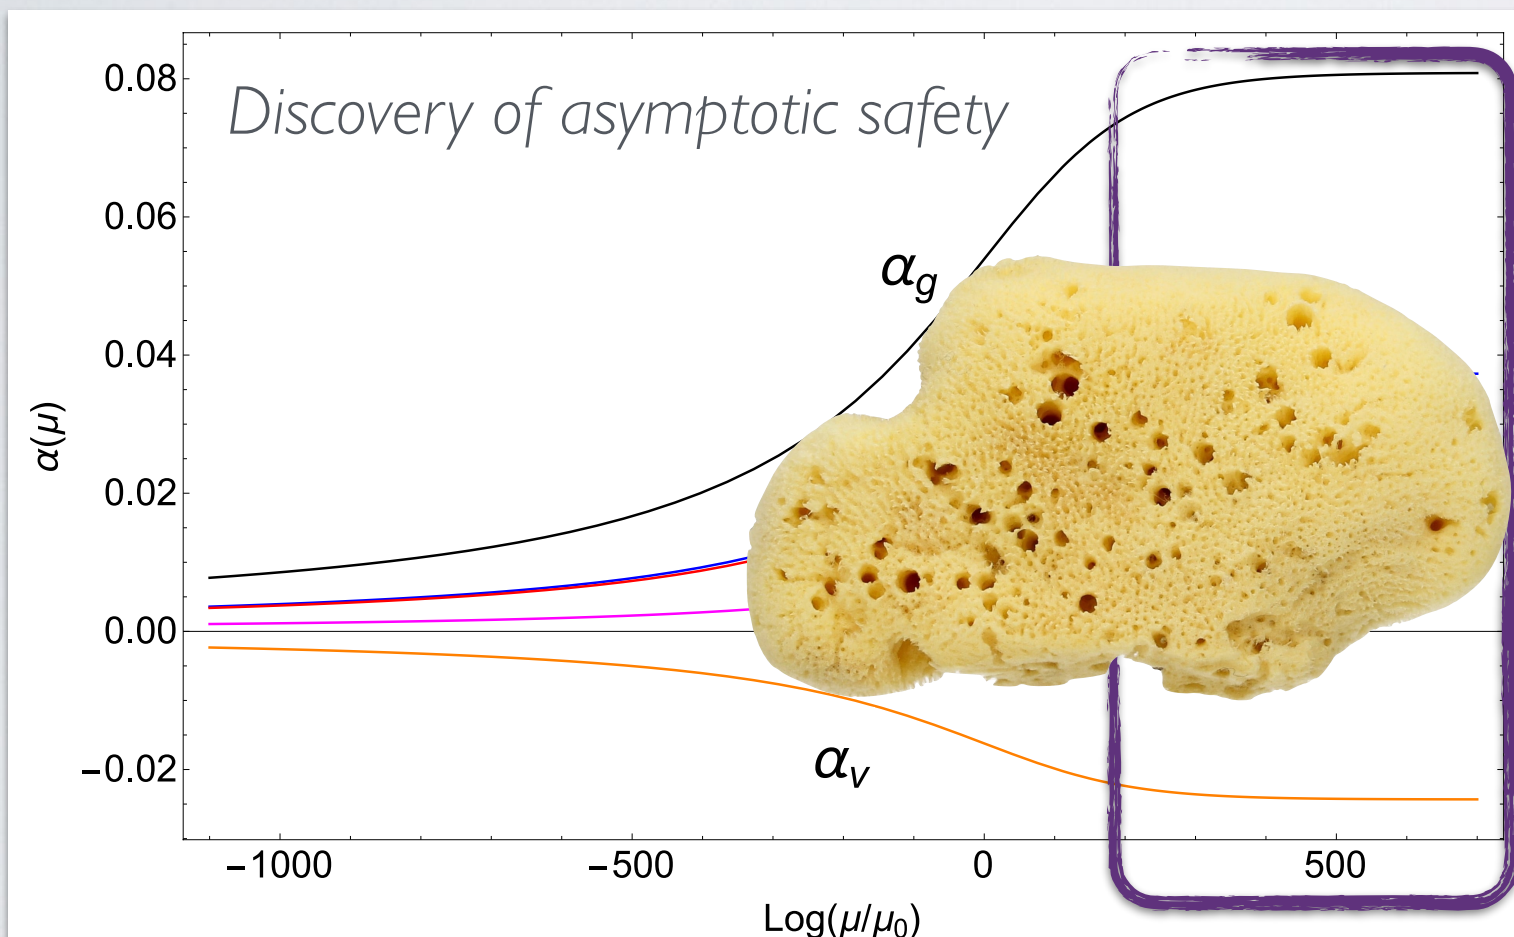 Discovery of asymptotic safety
0.08
0.06
0.04
0.02
0.00
−0.02
α(μ)
α_g
α_v
−1000
−500
0
500
Log(μ/μ₀)